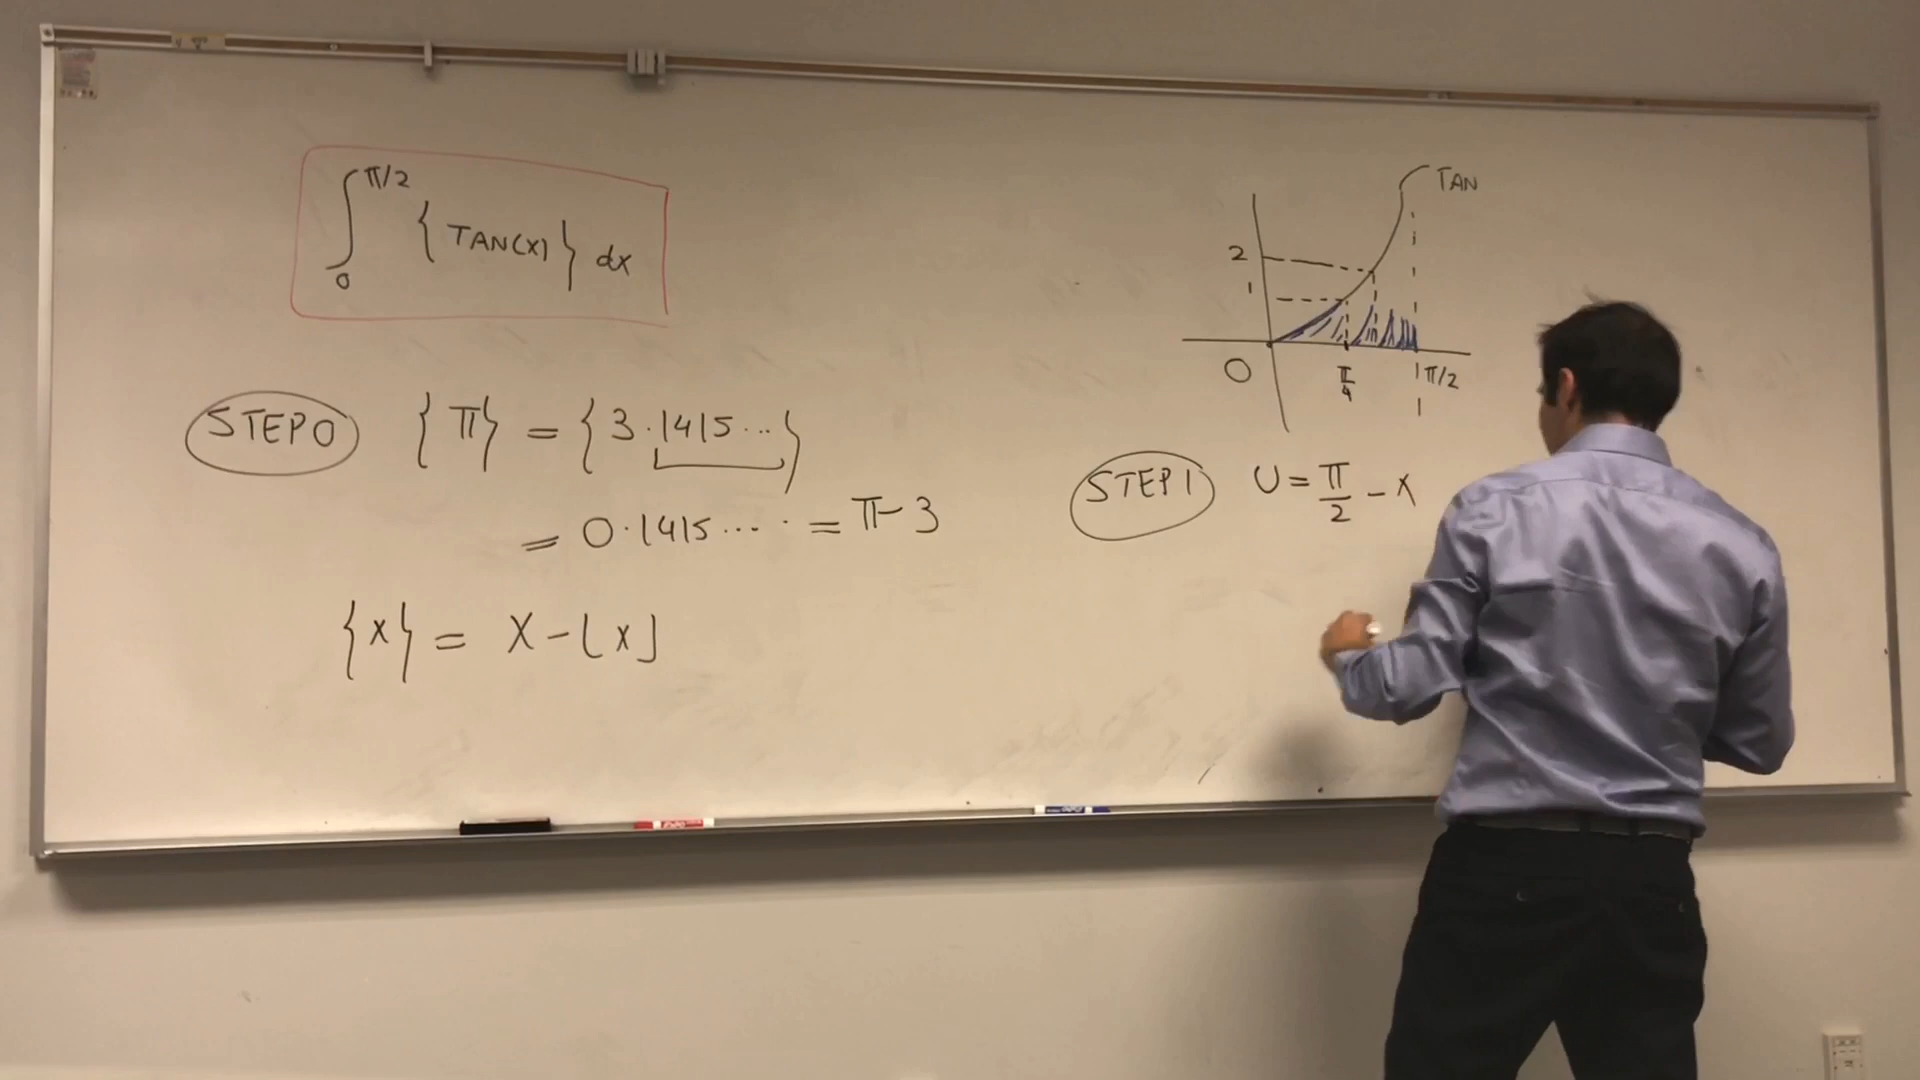 ∫₀^π/2 { TAN(X) } dx
STEP 0 { π } = { 3.1415... }
= 0.1415.... = π-3
{x} = X - ⌊x⌋
TAN
2
1
0 π/4 π/2
STEP 1 U = π/2 - X